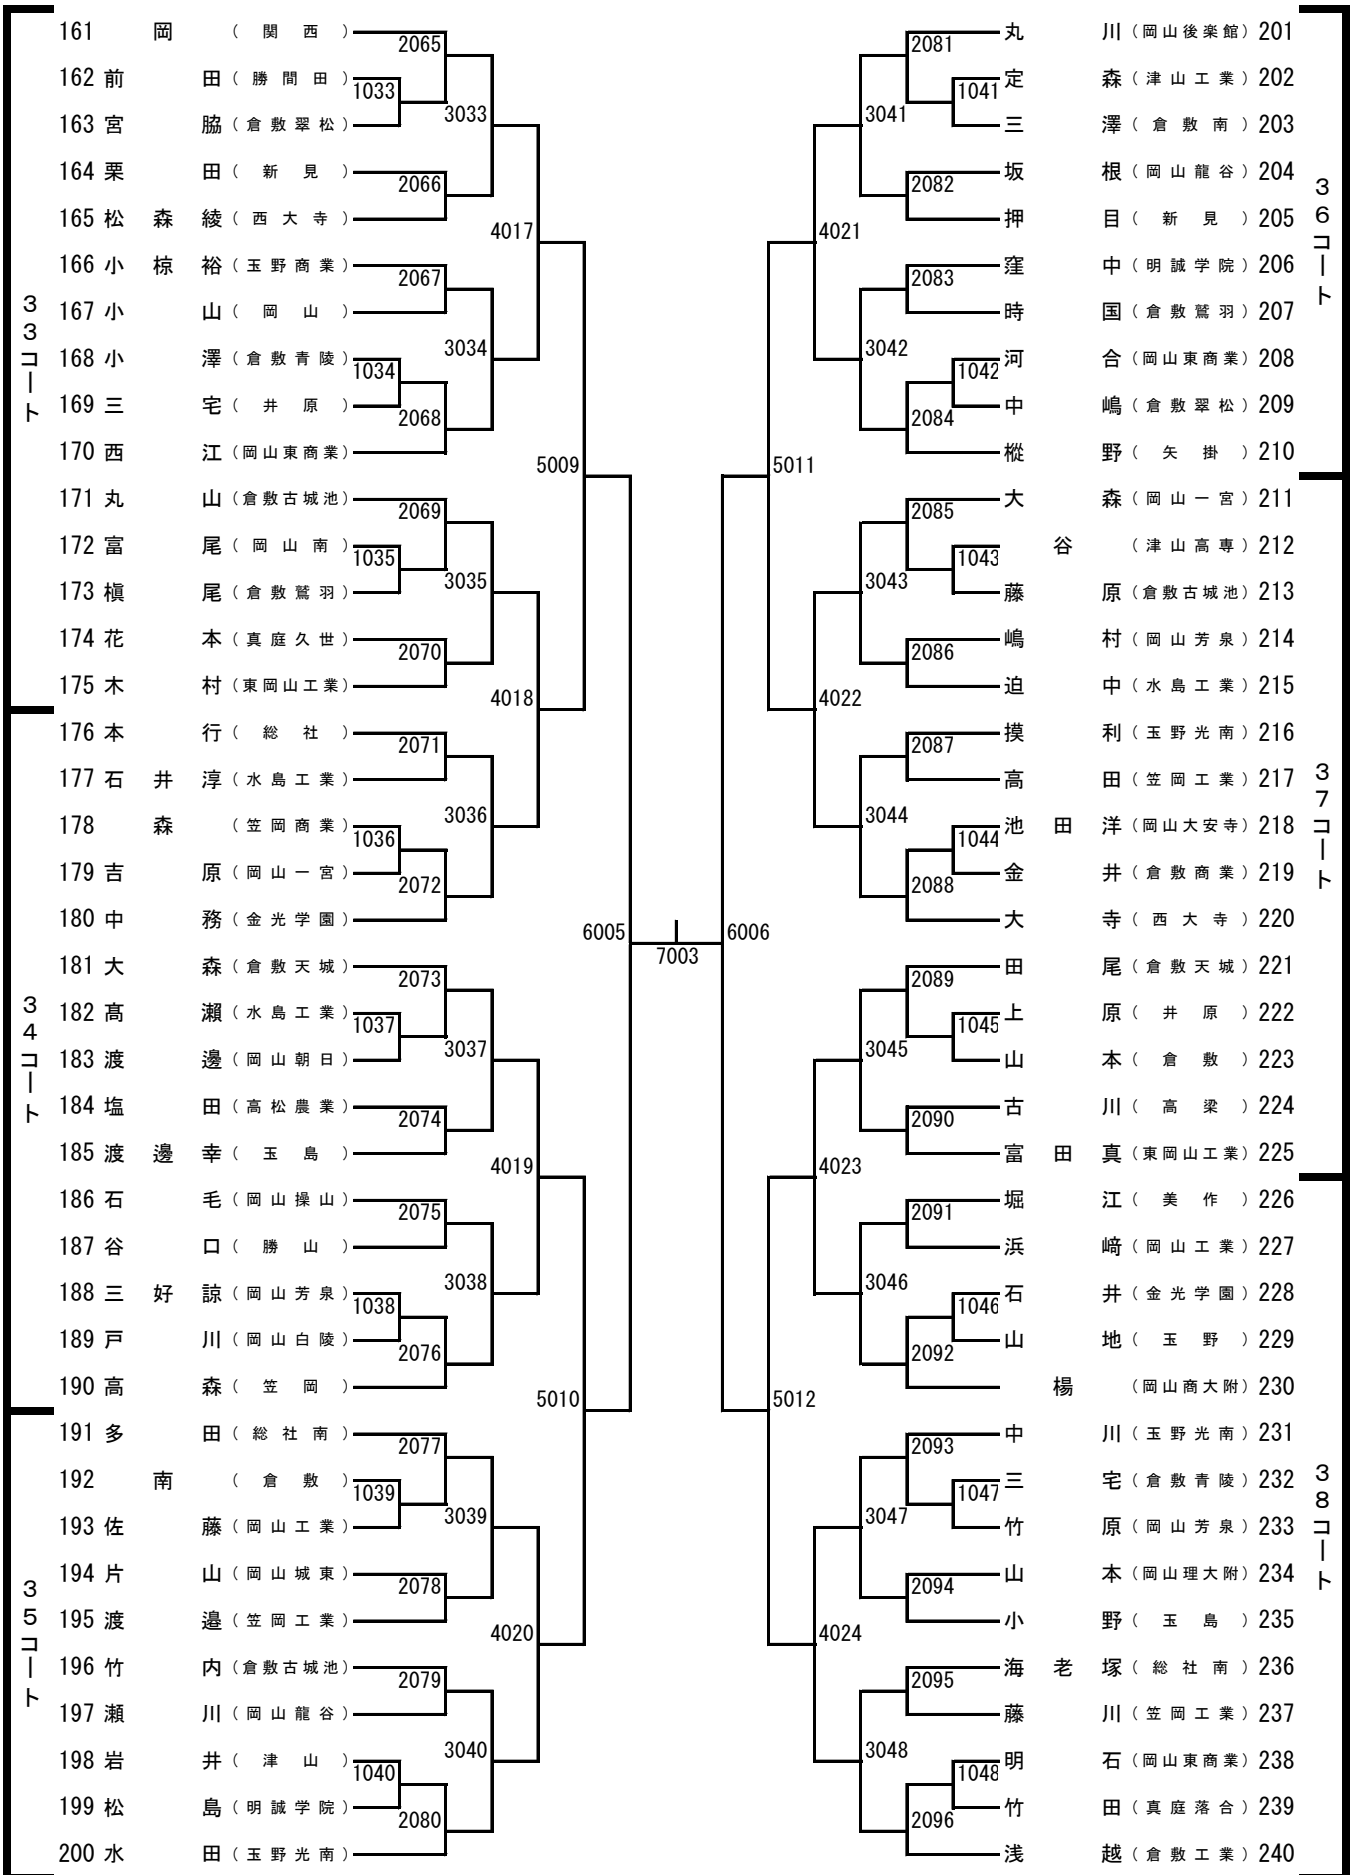 161 岡 （関西） 2065
162 前田（勝間田） 1033
163 宮脇（倉敷翠松） 3033
164 栗田（新見） 2066
165 松森綾（西大寺） 4017
166 小椋裕（玉野商業） 2067
167 小山（岡山）
168 小澤（倉敷青陵） 1034 3034
169 三宅（井原） 2068
170 西江（岡山東商業） 5009
171 丸山（倉敷古城池） 2069
172 富尾（岡山南） 1035
173 槇尾（倉敷鷲羽） 3035
174 花本（真庭久世） 2070
175 木村（東岡山工業） 4018
33コート
176 本行（総社） 2071
177 石井淳（水島工業）
178 森（笠岡商業） 1036 3036
179 吉原（岡山一宮） 2072
180 中務（金光学園） 6005
181 大森（倉敷天城） 2073
182 髙瀨（水島工業） 1037
183 渡邊（岡山朝日） 3037
184 塩田（高松農業） 2074
185 渡邊幸（玉島） 4019
186 石毛（岡山操山） 2075
187 谷口（勝山）
188 三好諒（岡山芳泉） 1038 3038
189 戸川（岡山白陵） 2076
190 高森（笠岡） 5010
34コート
191 多田（総社南） 2077
192 南（倉敷） 1039
193 佐藤（岡山工業） 3039
194 片山（岡山城東） 2078
195 渡邉（笠岡工業） 4020
196 竹内（倉敷古城池） 2079
197 瀬川（岡山龍谷）
198 岩井（津山） 1040 3040
199 松島（明誠学院） 2080
200 水田（玉野光南）
35コート
7003
2081 丸川（岡山後楽館） 201
1041 定森（津山工業） 202
3041 三澤（倉敷南） 203
2082 坂根（岡山龍谷） 204
4021 押目（新見） 205
2083 窪中（明誠学院） 206
時国（倉敷鷲羽） 207
3042 1042 河合（岡山東商業） 208
2084 中嶋（倉敷翠松） 209
5011 樅野（矢掛） 210
36コート
2085 大森（岡山一宮） 211
1043 谷（津山高専） 212
3043 藤原（倉敷古城池） 213
2086 嶋村（岡山芳泉） 214
4022 迫中（水島工業） 215
2087 摸利（玉野光南） 216
高田（笠岡工業） 217
3044 1044 池田洋（岡山大安寺） 218
2088 金井（倉敷商業） 219
6006 大寺（西大寺） 220
2089 田尾（倉敷天城） 221
1045 上原（井原） 222
3045 山本（倉敷） 223
2090 古川（高梁） 224
4023 富田真（東岡山工業） 225
37コート
2091 堀江（美作） 226
浜﨑（岡山工業） 227
3046 1046 石井（金光学園） 228
2092 山地（玉野） 229
5012 楊（岡山商大附） 230
2093 中川（玉野光南） 231
1047 三宅（倉敷青陵） 232
3047 竹原（岡山芳泉） 233
2094 山本（岡山理大附） 234
4024 小野（玉島） 235
2095 海老塚（総社南） 236
藤川（笠岡工業） 237
3048 1048 明石（岡山東商業） 238
2096 竹田（真庭落合） 239
浅越（倉敷工業） 240
38コート